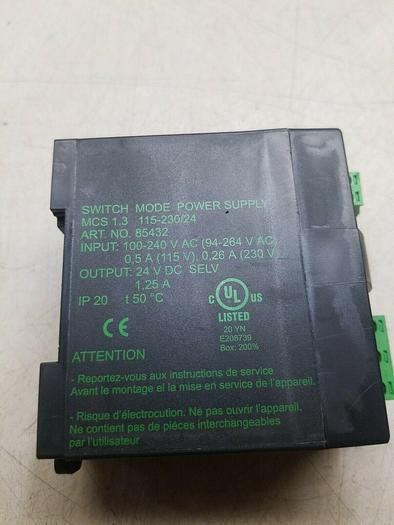 SWITCH MODE POWER SUPPLY
MCS 1.3 115-230/24
ART. NO. 85432
INPUT: 100-240 V AC (94-264 V AC)
0,5 A (115 V), 0,26 A (230 V
OUTPUT: 24 V DC SELV
1,25 A
IP 20 t 50 °C
C UL US
LISTED
20 YN
E208739
Box: 200%
CE
ATTENTION
- Reportez-vous aux instructions de service
Avant le montage et la mise en service de l'appareil.
- Risque d'électrocution. Ne pas ouvrir l'appareil.
Ne contient pas de pièces interchangeables
par l'utilisateur